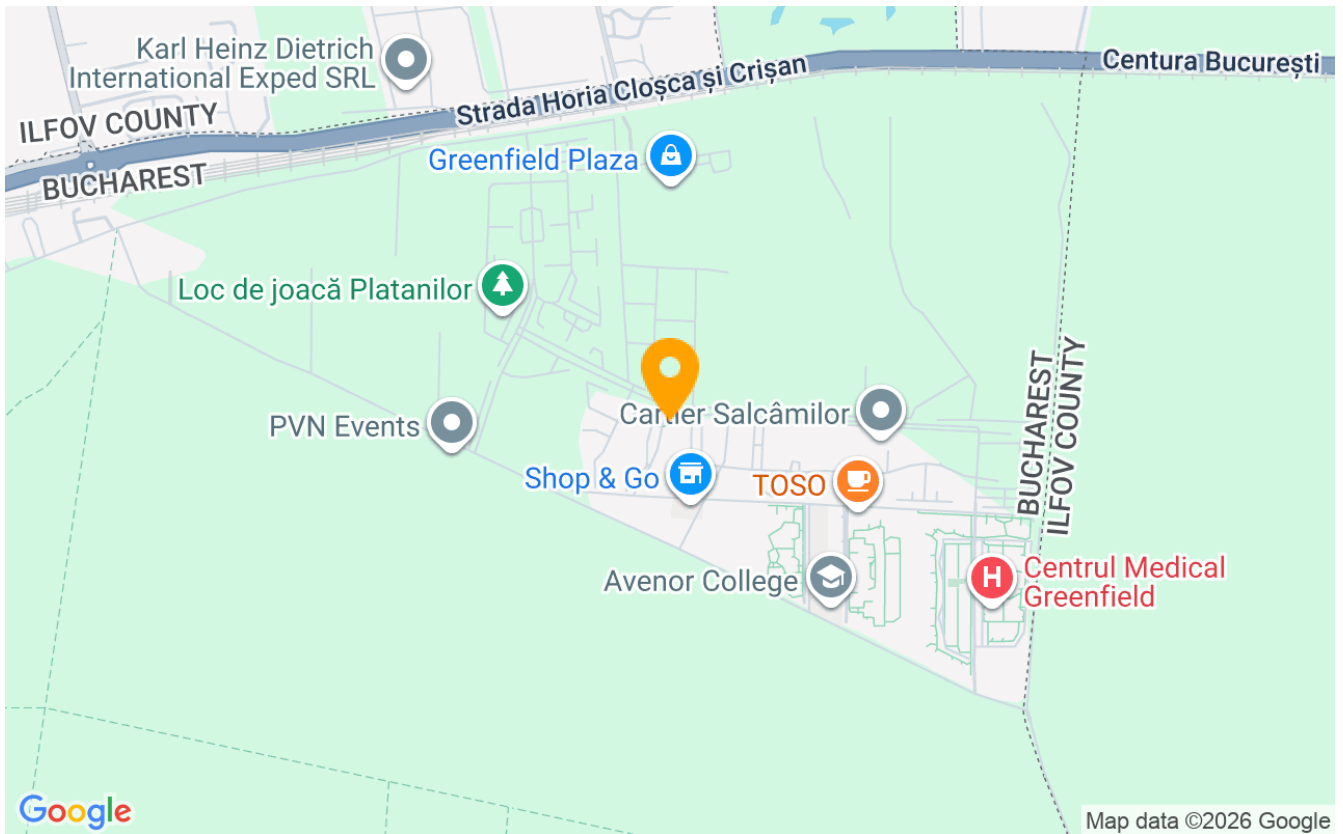 Karl Heinz Dietrich
International Exped SRL
Strada Horia Cloșca și Crișan
Centura București
ILFOV COUNTY
BUCHAREST
Greenfield Plaza
Loc de joacă Platanilor
PVN Events
Cartier Salcâmilor
Shop & Go
TOSO
BUCHAREST
ILFOV COUNTY
Avenor College
H
Centrul Medical
Greenfield
Google
Map data ©2026 Google